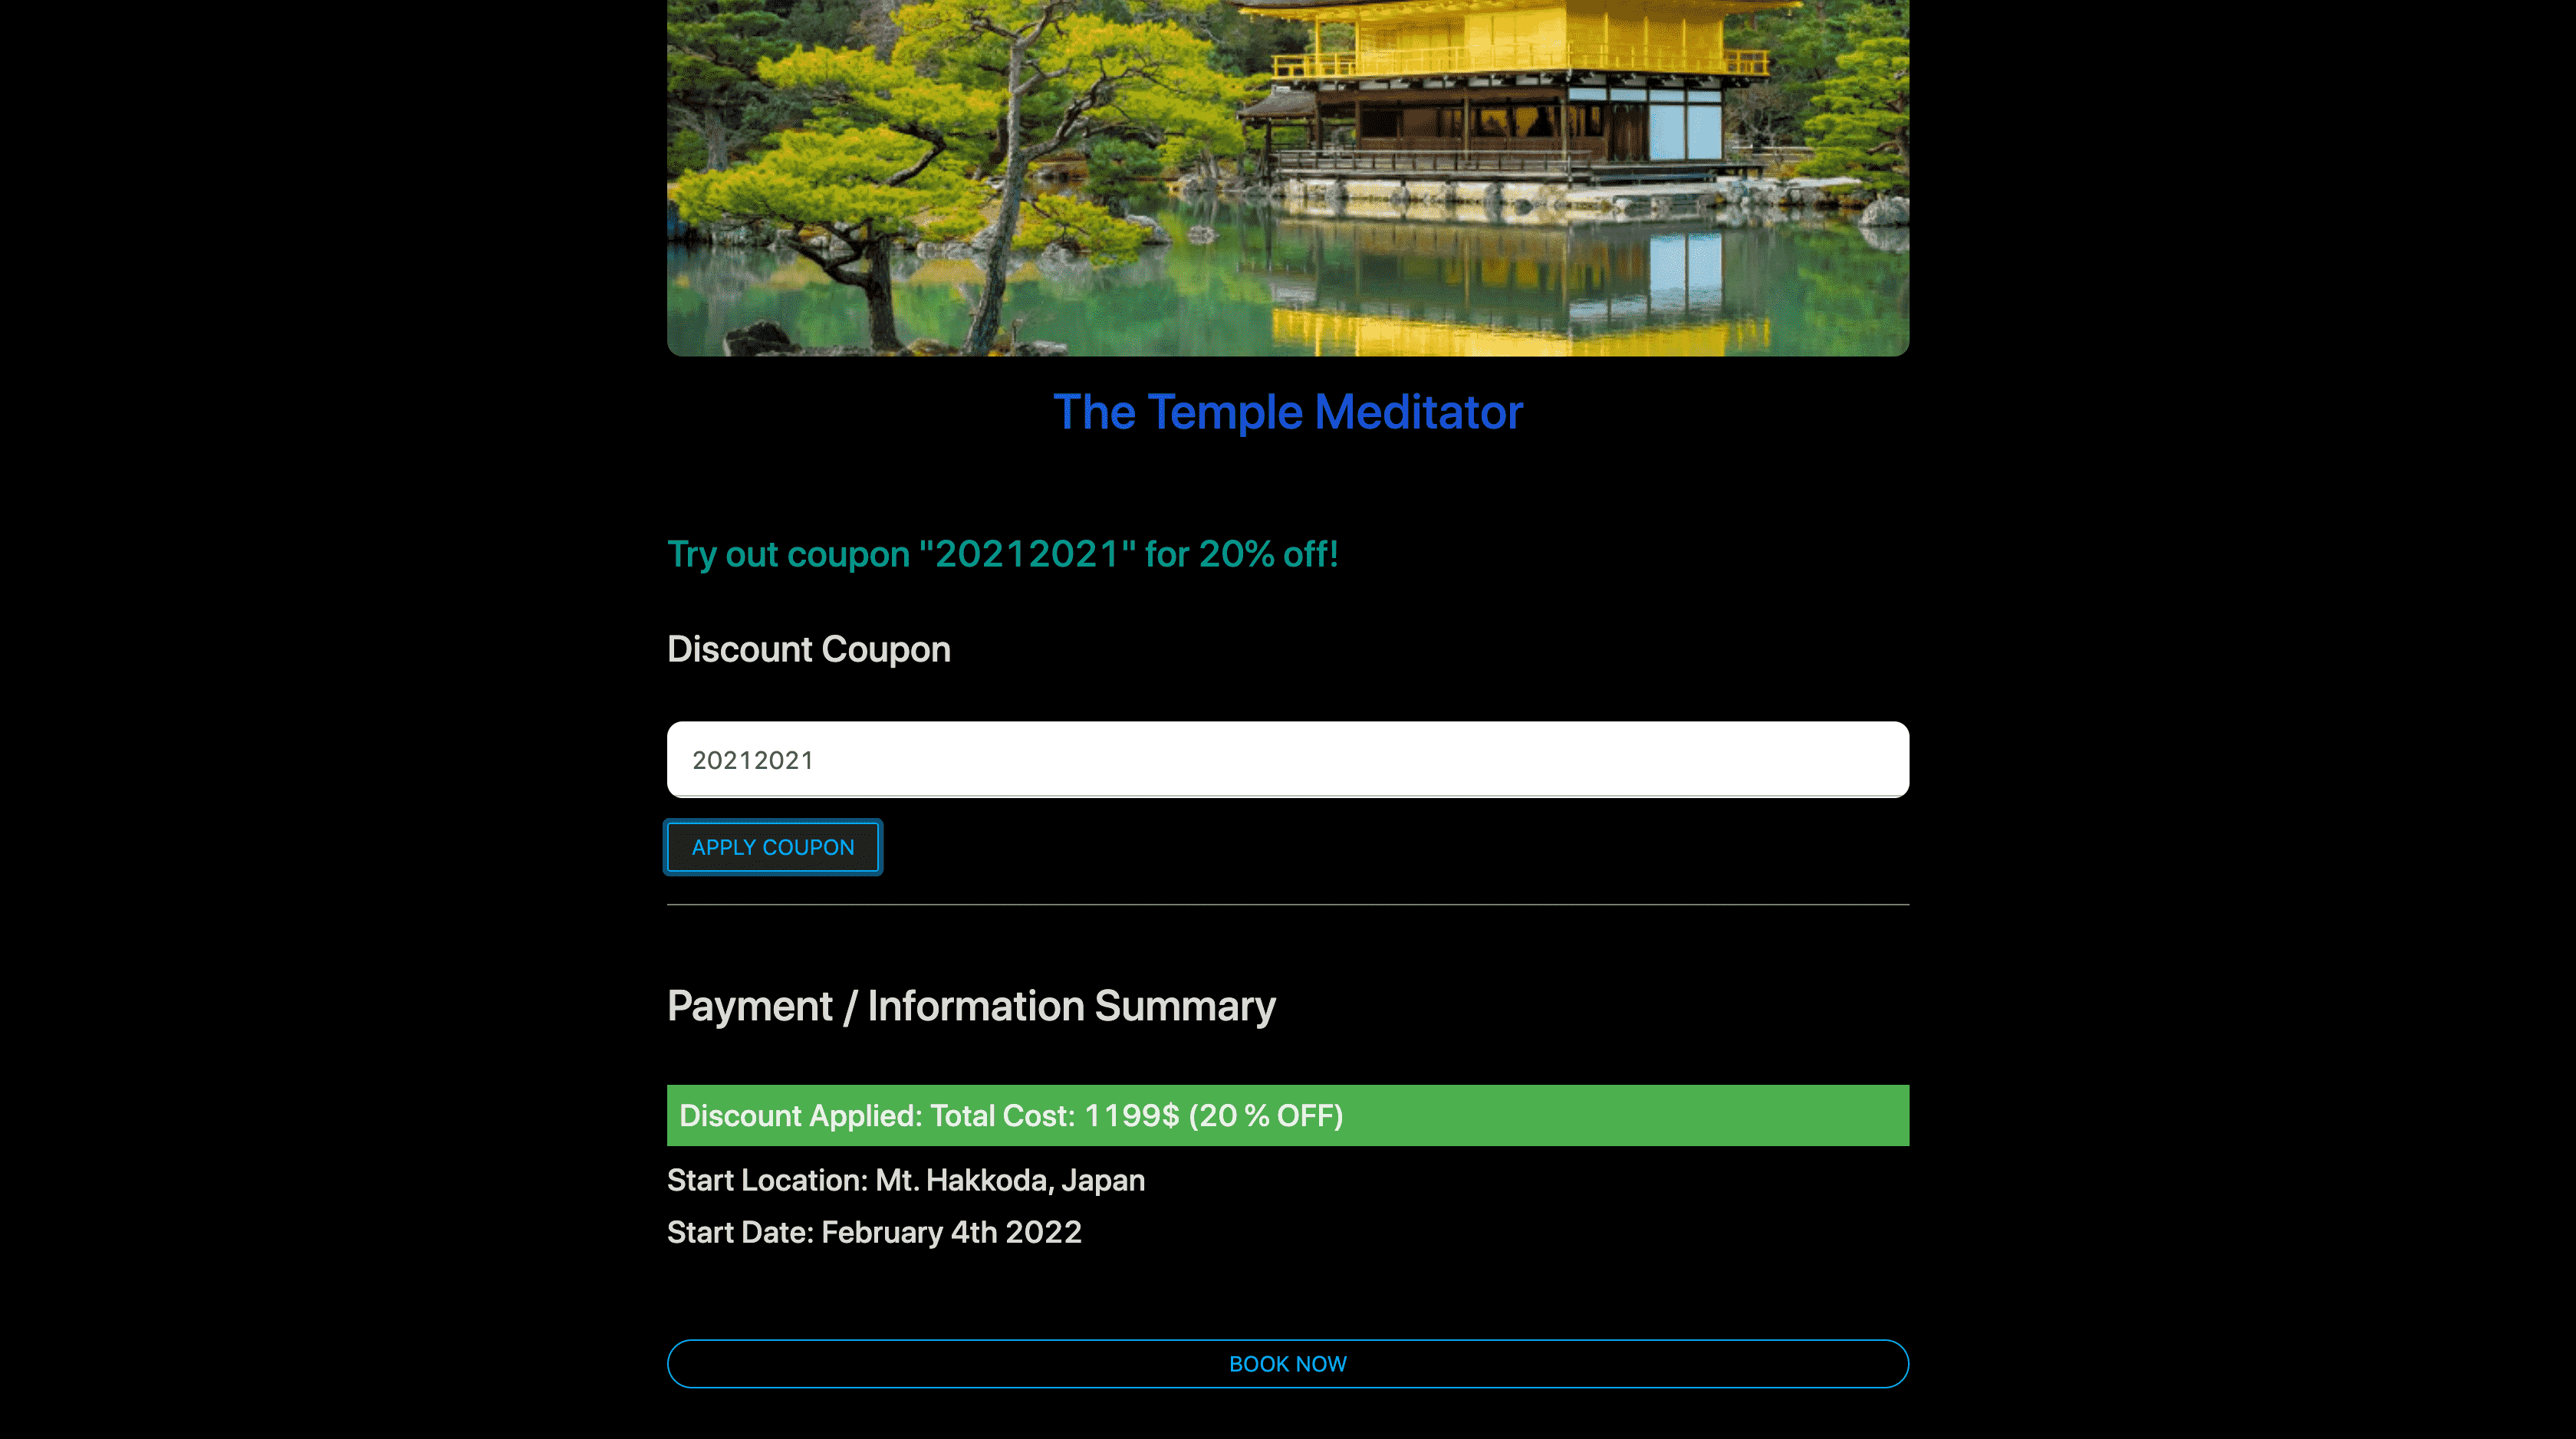 The Temple Meditator
Try out coupon "20212021" for 20% off!
Discount Coupon
20212021
APPLY COUPON
Payment / Information Summary
Discount Applied: Total Cost: 1199$ (20 % OFF)
Start Location: Mt. Hakkoda, Japan
Start Date: February 4th 2022
BOOK NOW